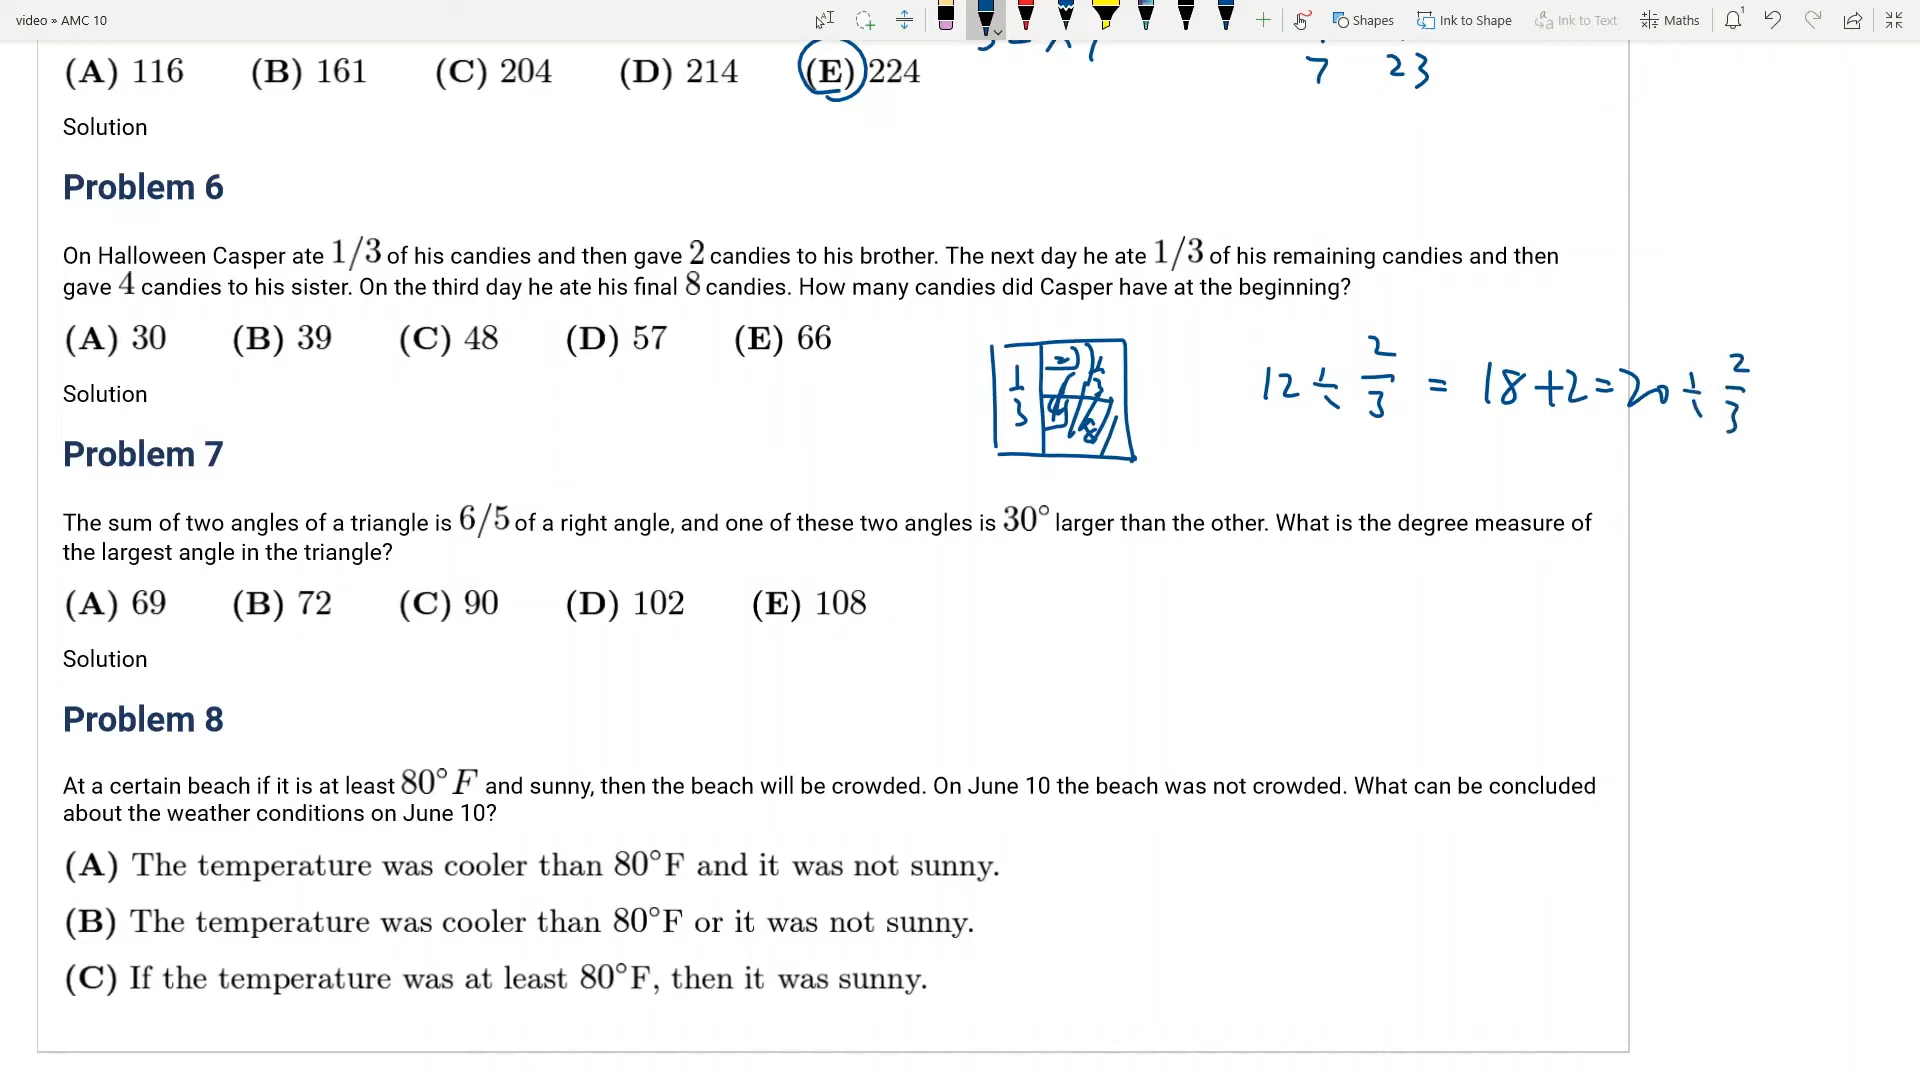 video » AMC 10
Shapes Ink to Shape Ink to Text Maths 1
7 23
(A) 116 (B) 161 (C) 204 (D) 214 (E) 224
Solution
Problem 6
On Halloween Casper ate 1/3 of his candies and then gave 2 candies to his brother. The next day he ate 1/3 of his remaining candies and then
gave 4 candies to his sister. On the third day he ate his final 8 candies. How many candies did Casper have at the beginning?
(A) 30 (B) 39 (C) 48 (D) 57 (E) 66
1/3 2 1/3 4 8
12 ÷ 2/3 = 18 + 2 = 20 ÷ 2/3
Solution
Problem 7
The sum of two angles of a triangle is 6/5 of a right angle, and one of these two angles is 30° larger than the other. What is the degree measure of
the largest angle in the triangle?
(A) 69 (B) 72 (C) 90 (D) 102 (E) 108
Solution
Problem 8
At a certain beach if it is at least 80° F and sunny, then the beach will be crowded. On June 10 the beach was not crowded. What can be concluded
about the weather conditions on June 10?
(A) The temperature was cooler than 80°F and it was not sunny.
(B) The temperature was cooler than 80°F or it was not sunny.
(C) If the temperature was at least 80°F, then it was sunny.